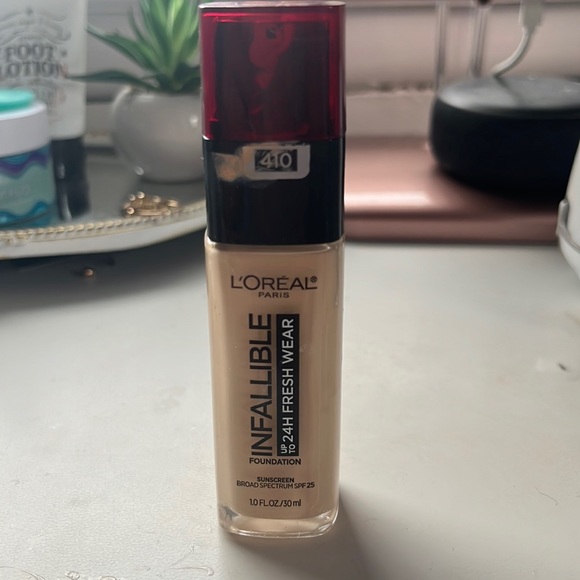 FOOT
LOTION
410
L'ORÉAL®
PARIS
INFALLIBLE
UP TO 24H FRESH WEAR
FOUNDATION
SUNSCREEN
BROAD SPECTRUM SPF 25
1.0 FL.OZ./30 ml